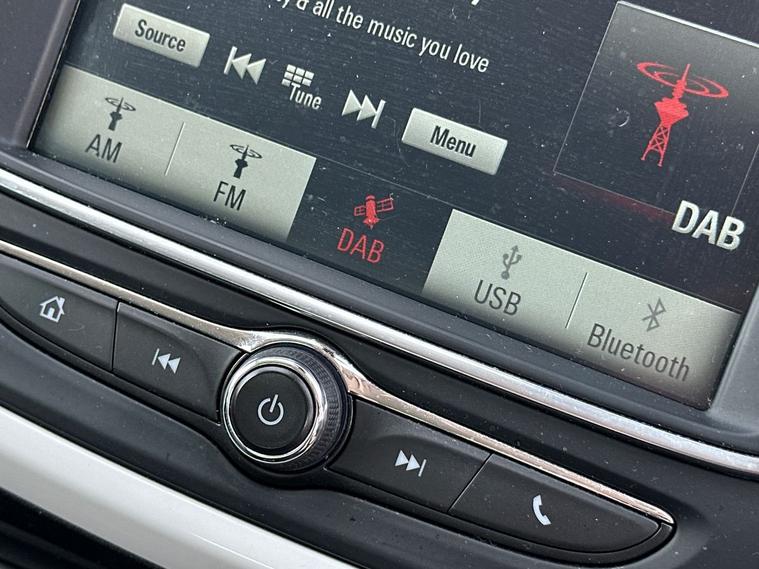 & all the music you love
Source
Tune
Menu
DAB
AM
FM
DAB
USB
Bluetooth